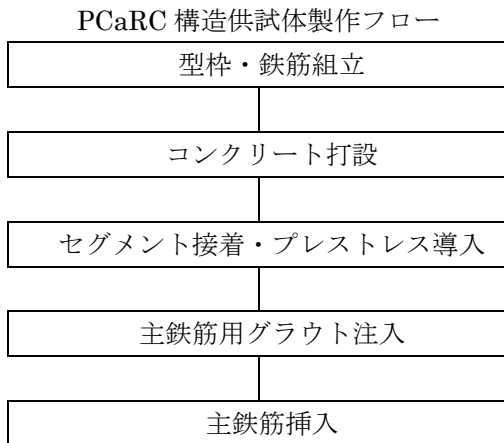 PCaRC 構造供試体製作フロー
型枠・鉄筋組立
コンクリート打設
セグメント接着・プレストレス導入
主鉄筋用グラウト注入
主鉄筋挿入